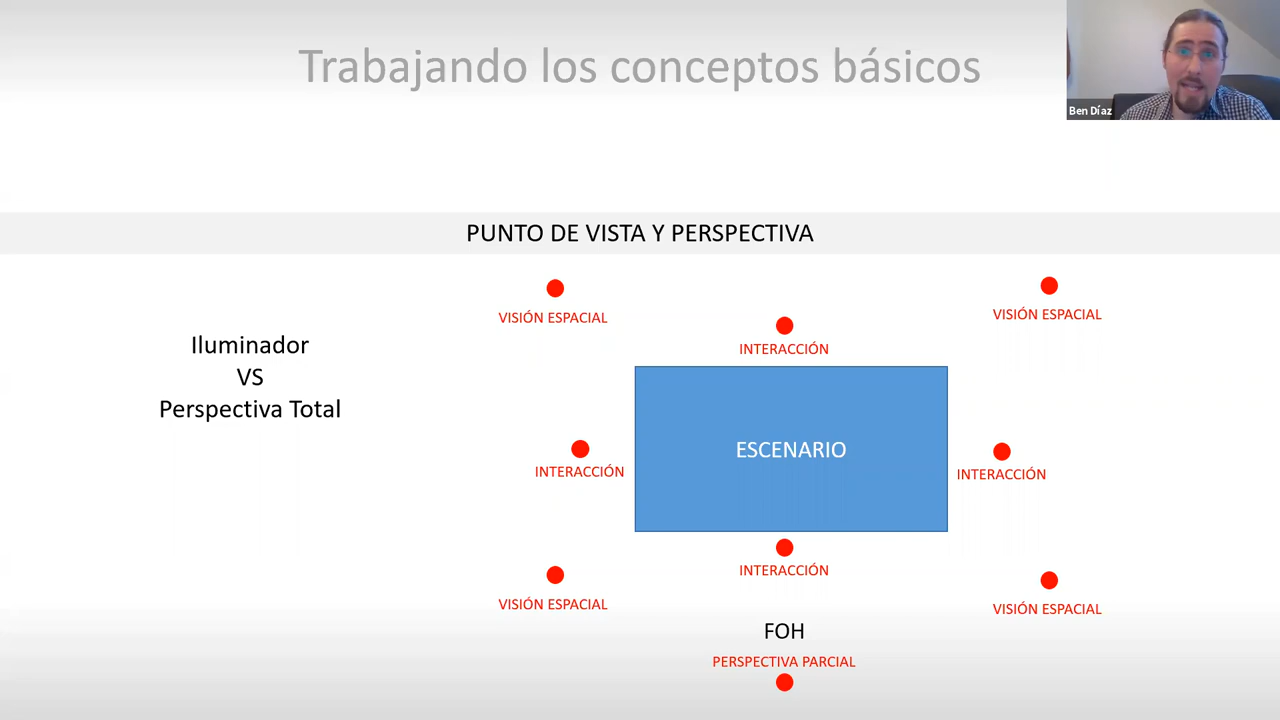 Trabajando los conceptos básicos
Ben Díaz
PUNTO DE VISTA Y PERSPECTIVA
Iluminador
VS
Perspectiva Total
VISIÓN ESPACIAL
VISIÓN ESPACIAL
INTERACCIÓN
ESCENARIO
INTERACCIÓN
INTERACCIÓN
INTERACCIÓN
VISIÓN ESPACIAL
VISIÓN ESPACIAL
FOH
PERSPECTIVA PARCIAL